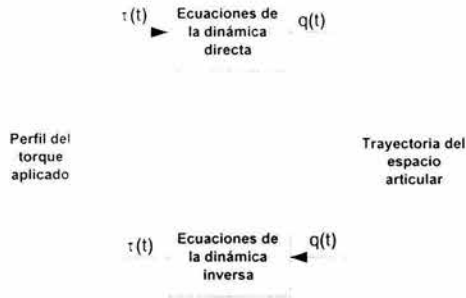 τ(t)
Ecuaciones de
la dinámica
directa
q(t)
Perfil del
torque
aplicado
Trayectoria del
espacio
articular
τ(t)
Ecuaciones de
la dinámica
inversa
q(t)